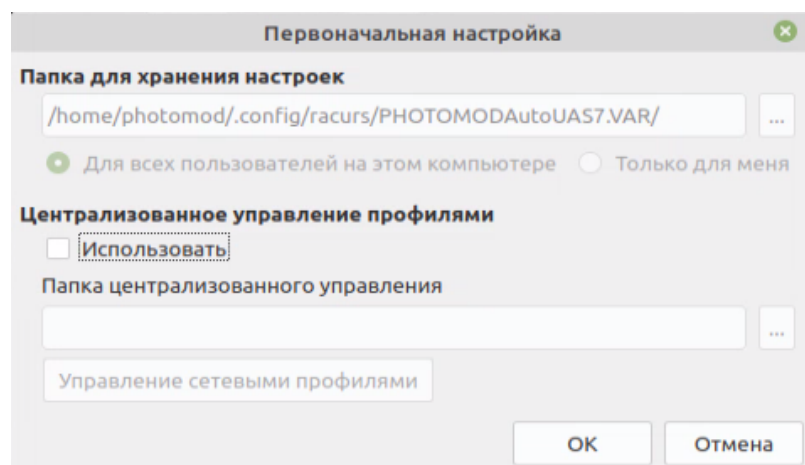 Первоначальная настройка
Папка для хранения настроек
/home/photomod/.config/racurs/PHOTOMODAutoUAS7.VAR/ ...
Для всех пользователей на этом компьютере Только для меня
Централизованное управление профилями
Использовать
Папка централизованного управления
...
Управление сетевыми профилями
ОК Отмена